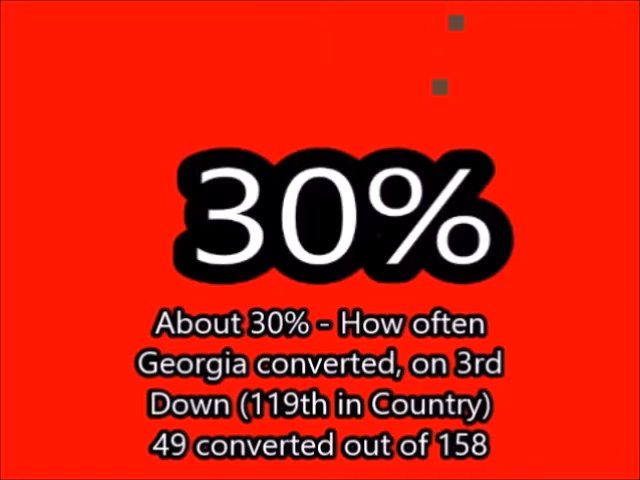 30%
About 30% - How often
Georgia converted, on 3rd
Down (119th in Country)
49 converted out of 158